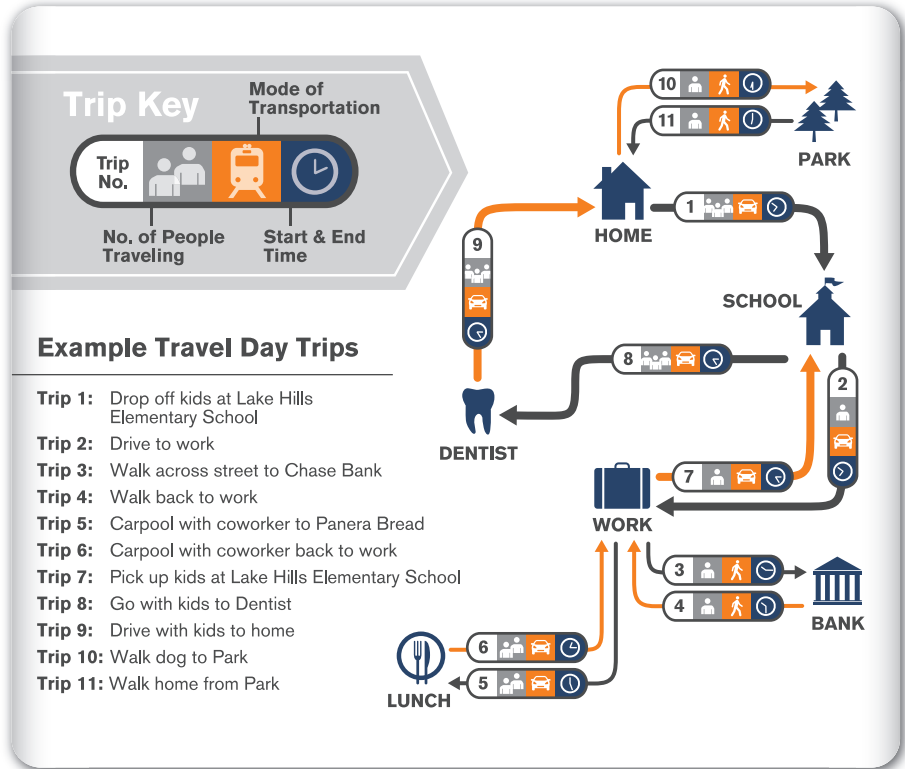 Trip Key
Mode of
Transportation
Trip
No.
No. of People
Traveling
Start & End
Time
Example Travel Day Trips
Trip 1: Drop off kids at Lake Hills
Elementary School
Trip 2: Drive to work
Trip 3: Walk across street to Chase Bank
Trip 4: Walk back to work
Trip 5: Carpool with coworker to Panera Bread
Trip 6: Carpool with coworker back to work
Trip 7: Pick up kids at Lake Hills Elementary School
Trip 8: Go with kids to Dentist
Trip 9: Drive with kids to home
Trip 10: Walk dog to Park
Trip 11: Walk home from Park
10
11
PARK
HOME
1
9
SCHOOL
8
2
DENTIST
7
WORK
3
4
BANK
6
5
LUNCH